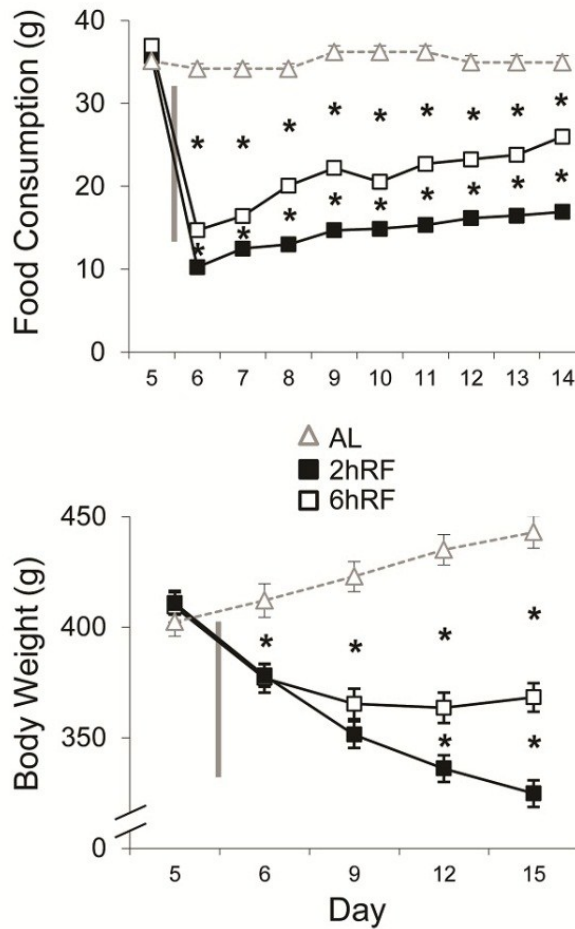 Food Consumption (g)
40
30
20
10
0
* * * * * * * * *
* * * * * * * * *
5 6 7 8 9 10 11 12 13 14
AL
2hRF
6hRF
Body Weight (g)
450
400
350
0
* * * *
* *
5 6 9 12 15
Day